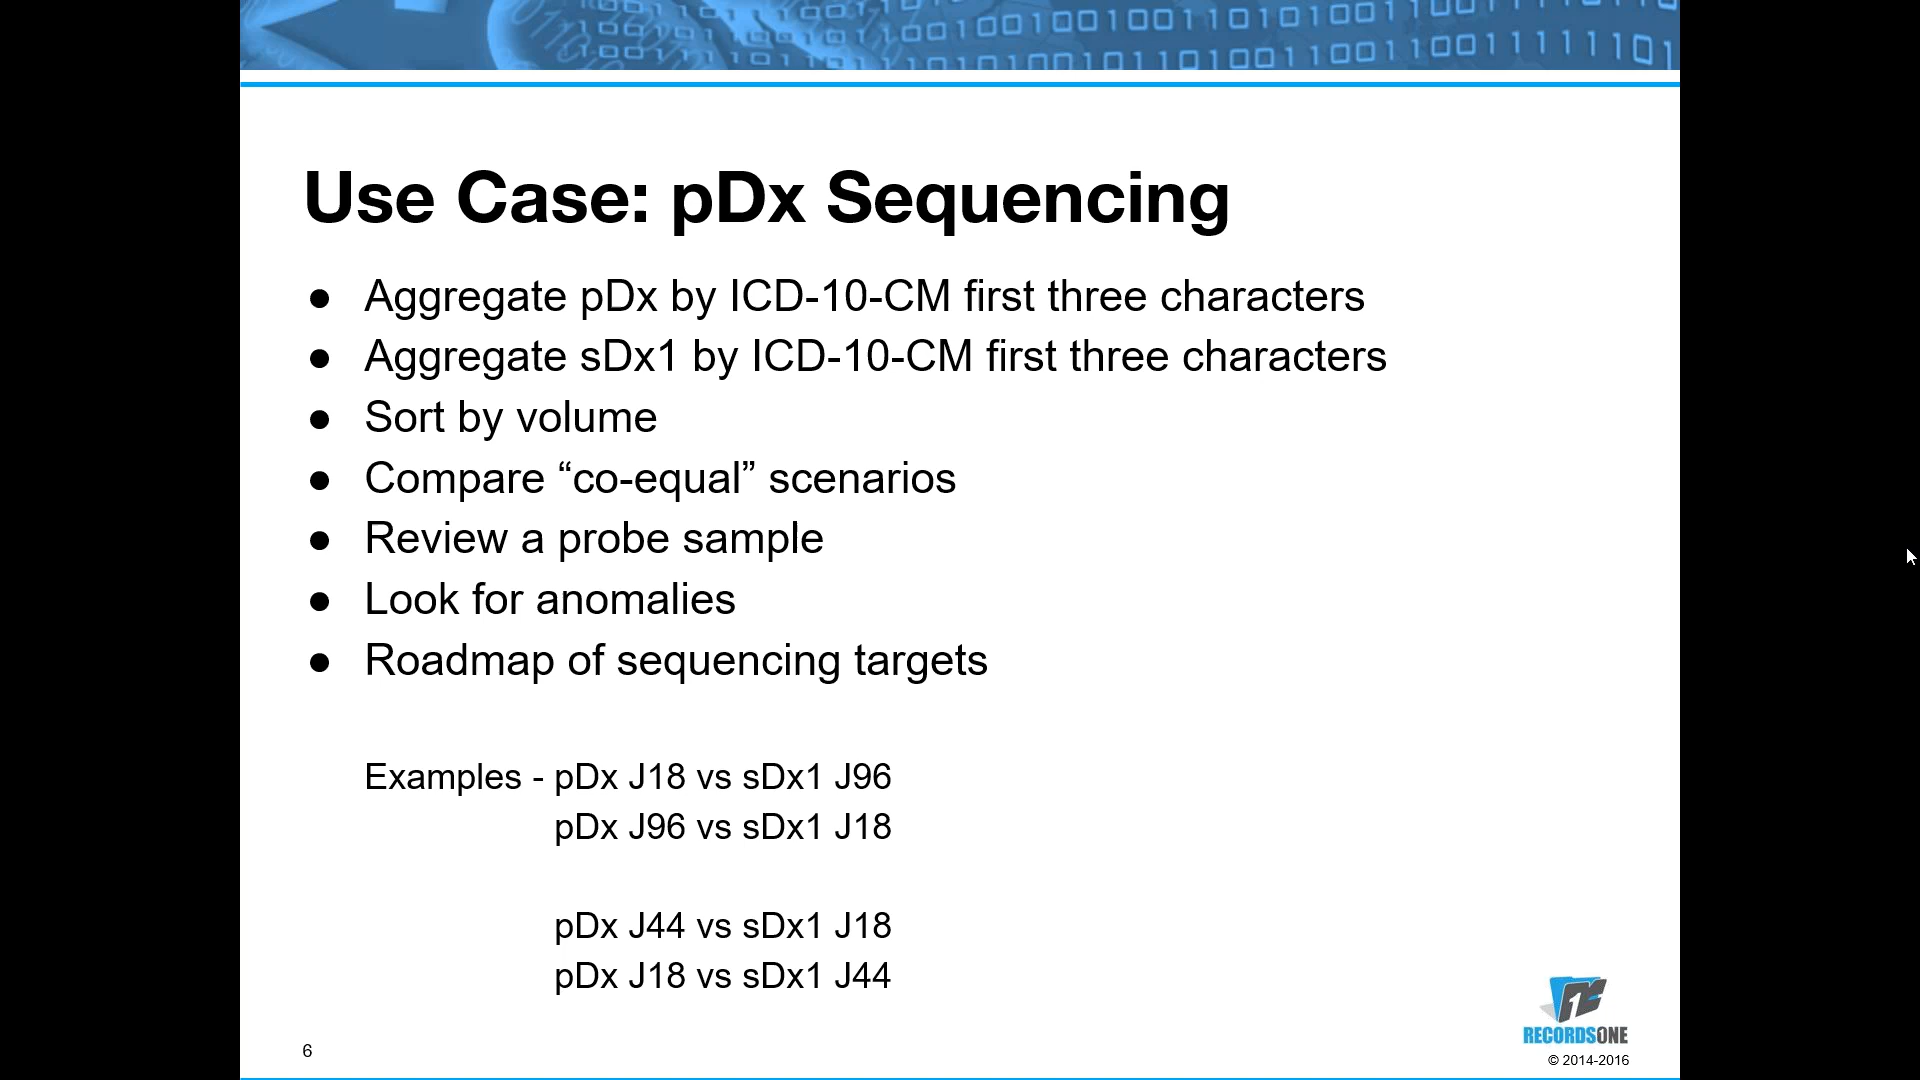 Use Case: pDx Sequencing
● Aggregate pDx by ICD-10-CM first three characters
● Aggregate sDx1 by ICD-10-CM first three characters
● Sort by volume
● Compare “co-equal” scenarios
● Review a probe sample
● Look for anomalies
● Roadmap of sequencing targets
Examples - pDx J18 vs sDx1 J96
pDx J96 vs sDx1 J18
pDx J44 vs sDx1 J18
pDx J18 vs sDx1 J44
6
RECORDSONE
© 2014-2016